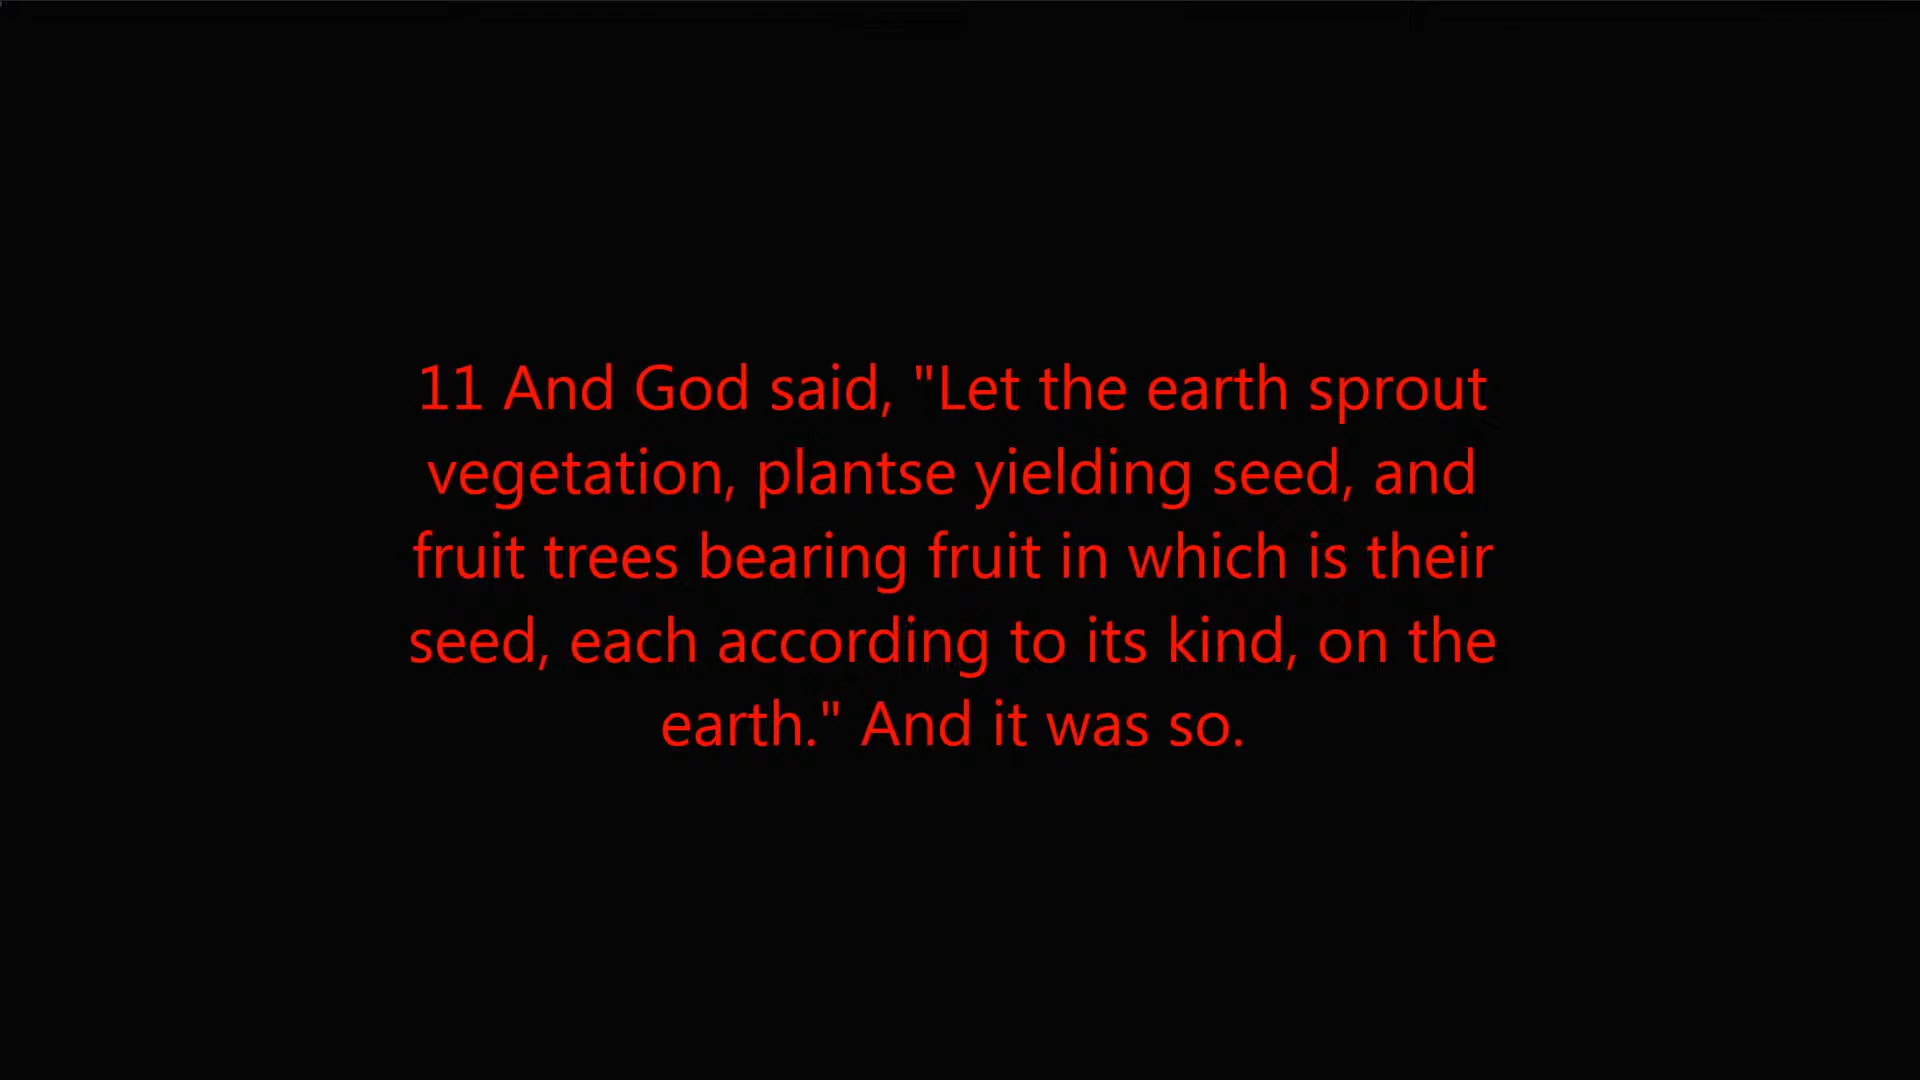 11 And God said, "Let the earth sprout
vegetation, plantse yielding seed, and
fruit trees bearing fruit in which is their
seed, each according to its kind, on the
earth." And it was so.